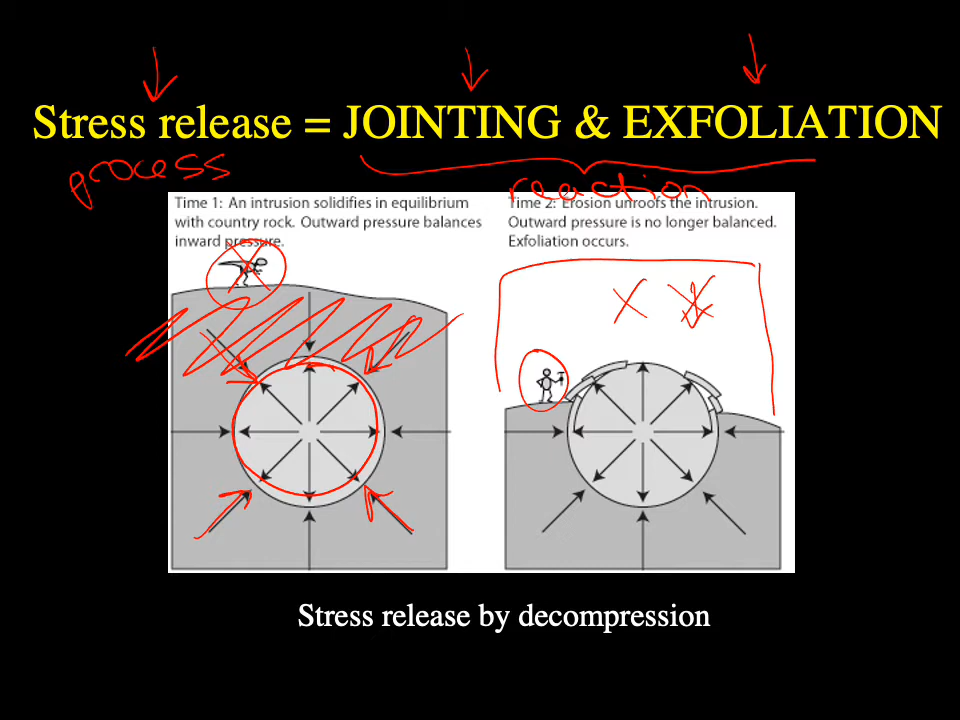 Stress release = JOINTING & EXFOLIATION
process
reaction
Time 1: An intrusion solidifies in equilibrium
with country rock. Outward pressure balances
inward pressure.
Time 2: Erosion unroofs the intrusion.
Outward pressure is no longer balanced.
Exfoliation occurs.
Stress release by decompression